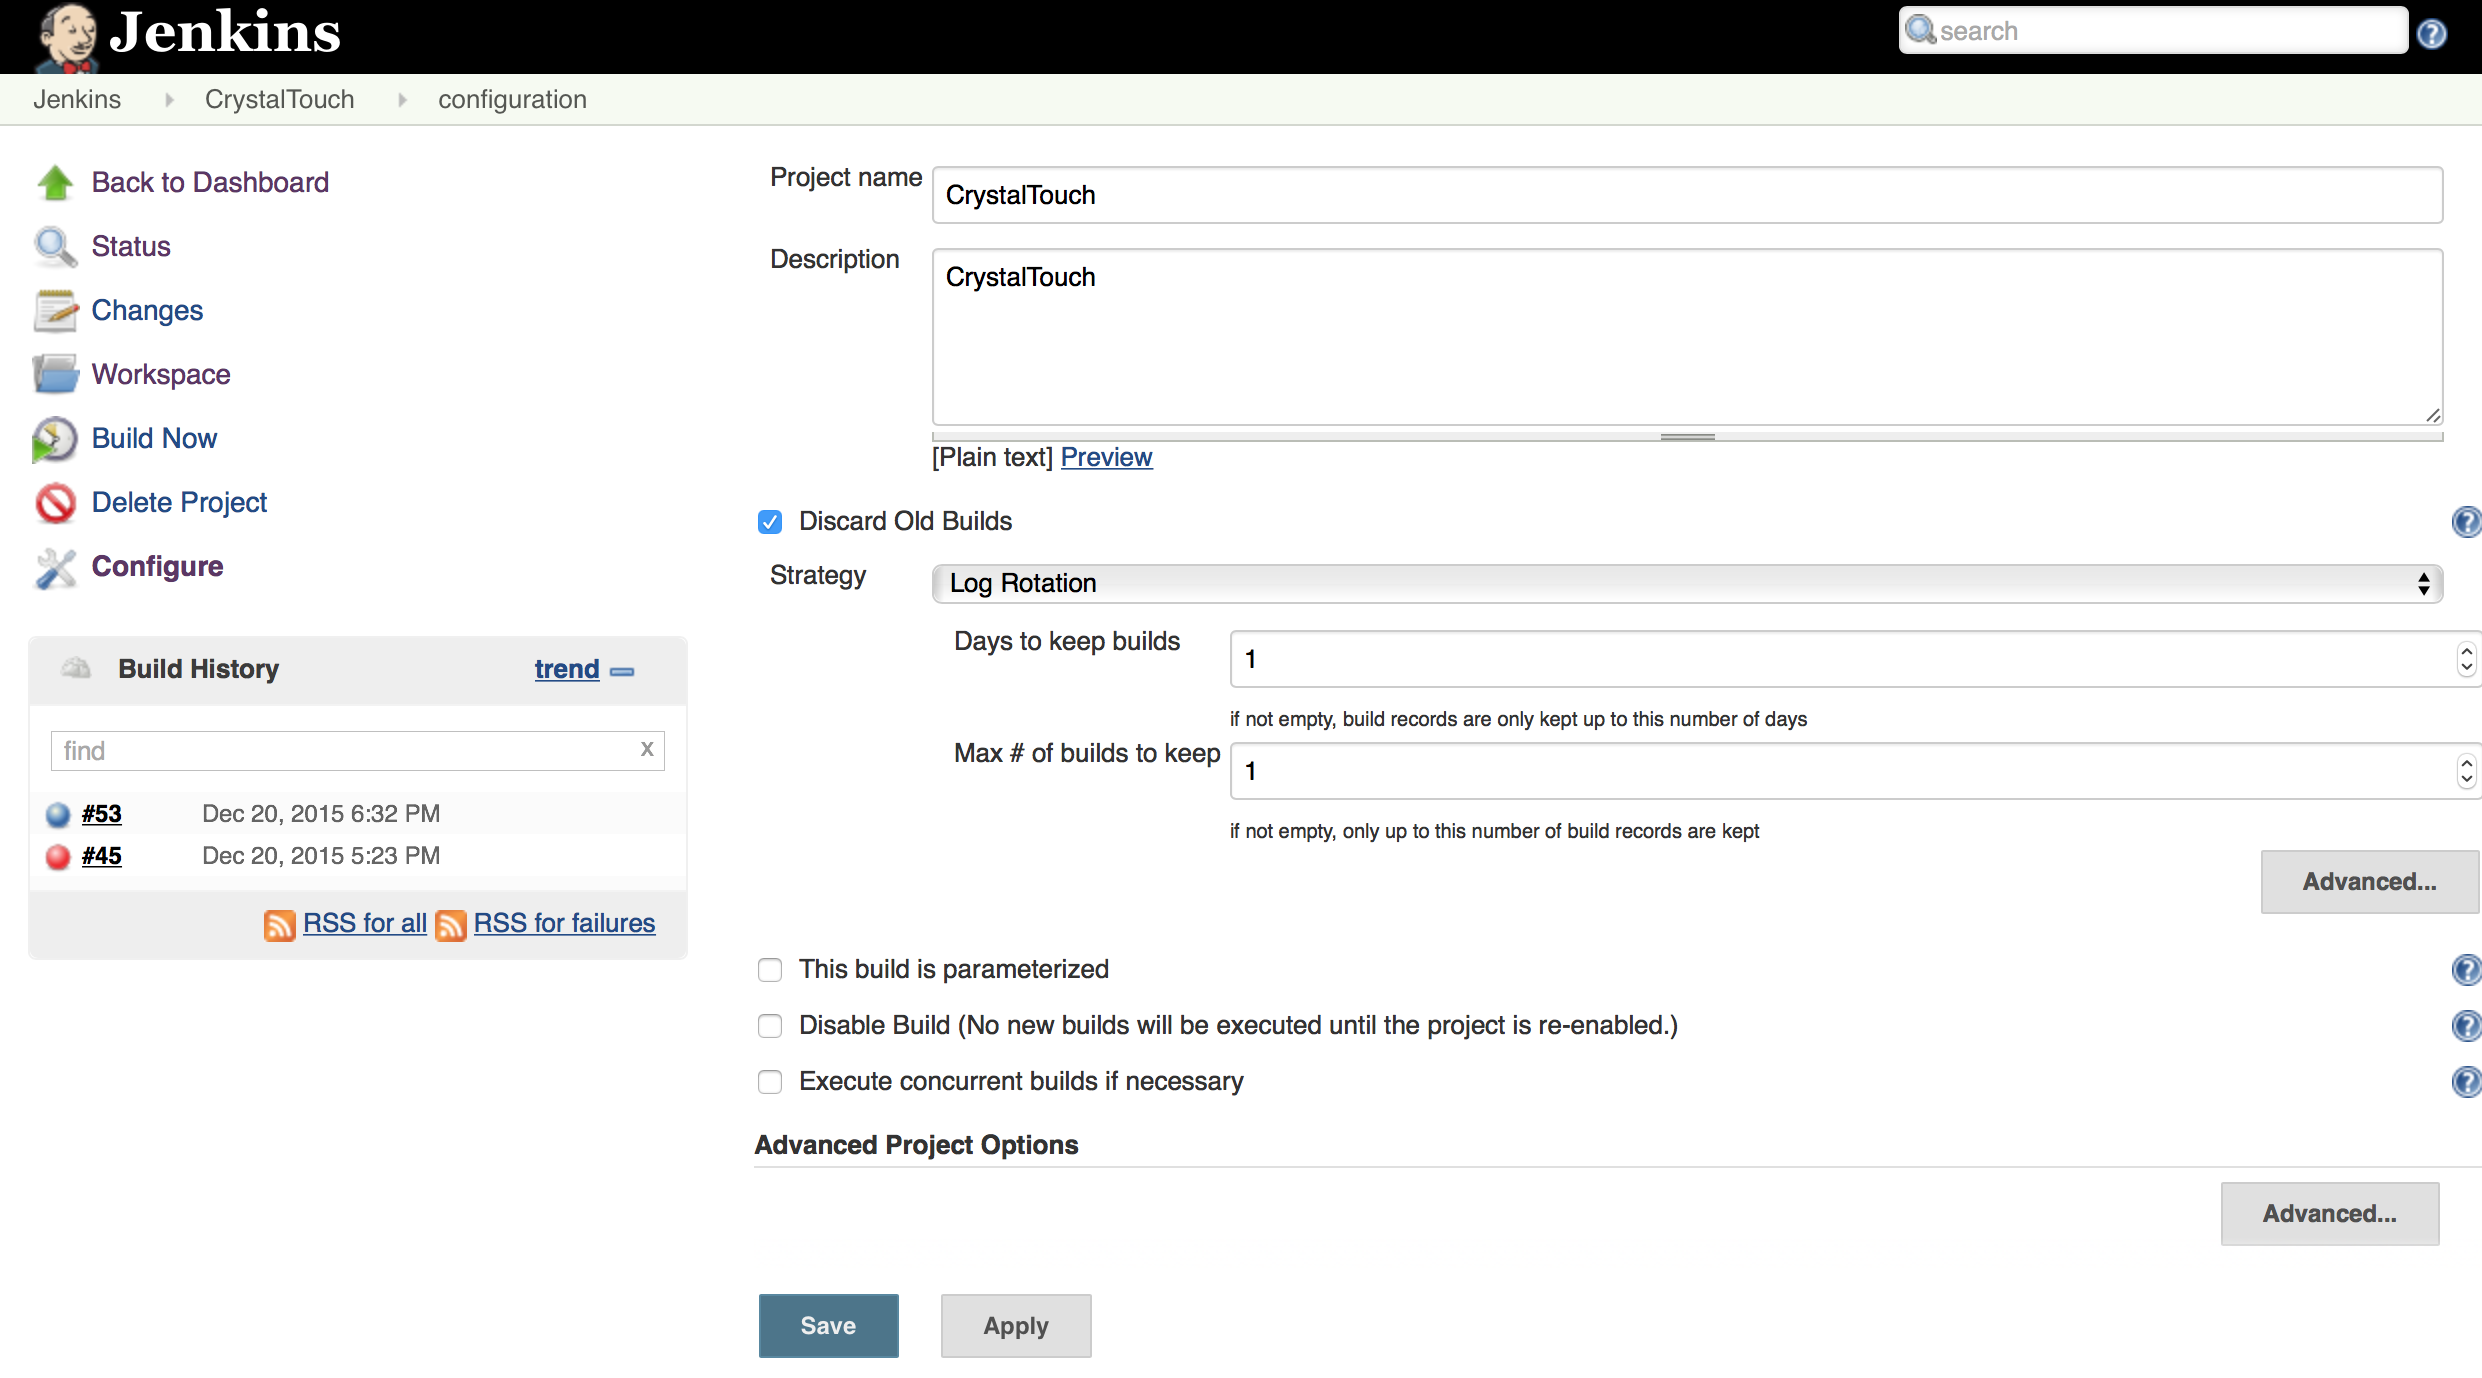 Jenkins
search
Jenkins CrystalTouch configuration
Back to Dashboard
Status
Changes
Workspace
Build Now
Delete Project
Configure
Build History trend
find X
#53 Dec 20, 2015 6:32 PM
#45 Dec 20, 2015 5:23 PM
RSS for all RSS for failures
Project name CrystalTouch
Description CrystalTouch
[Plain text] Preview
Discard Old Builds
Strategy Log Rotation
Days to keep builds 1
if not empty, build records are only kept up to this number of days
Max # of builds to keep 1
if not empty, only up to this number of build records are kept
Advanced...
This build is parameterized
Disable Build (No new builds will be executed until the project is re-enabled.)
Execute concurrent builds if necessary
Advanced Project Options
Advanced...
Save Apply